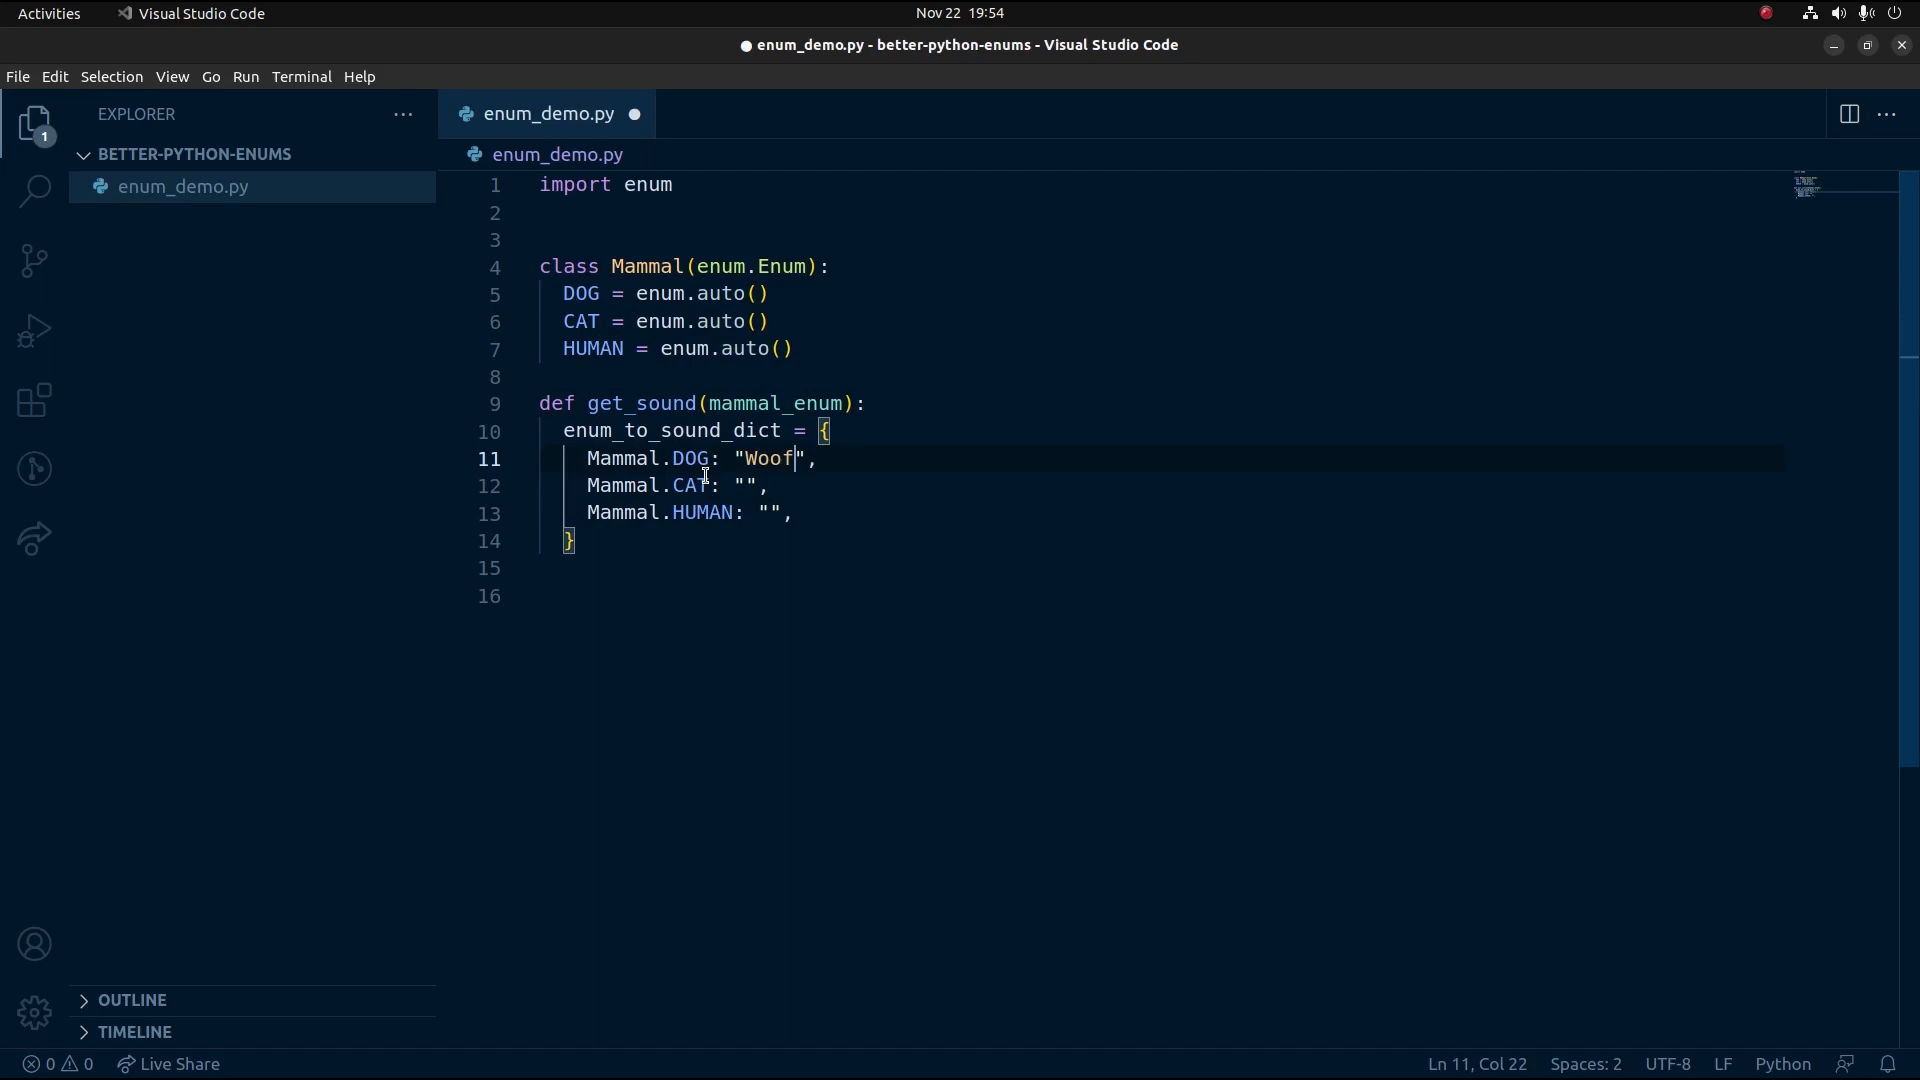 Activities Visual Studio Code Nov 22 19:54
● enum_demo.py - better-python-enums - Visual Studio Code
File Edit Selection View Go Run Terminal Help
EXPLORER ··· enum_demo.py ● ···
1
BETTER-PYTHON-ENUMS
enum_demo.py
enum_demo.py
1 import enum
2
3
4 class Mammal(enum.Enum):
5 DOG = enum.auto()
6 CAT = enum.auto()
7 HUMAN = enum.auto()
8
9 def get_sound(mammal_enum):
10 enum_to_sound_dict = {
11 Mammal.DOG: "Woof",
12 Mammal.CAT: "",
13 Mammal.HUMAN: "",
14 }
15
16
OUTLINE
TIMELINE
0 0 Live Share Ln 11, Col 22 Spaces: 2 UTF-8 LF Python